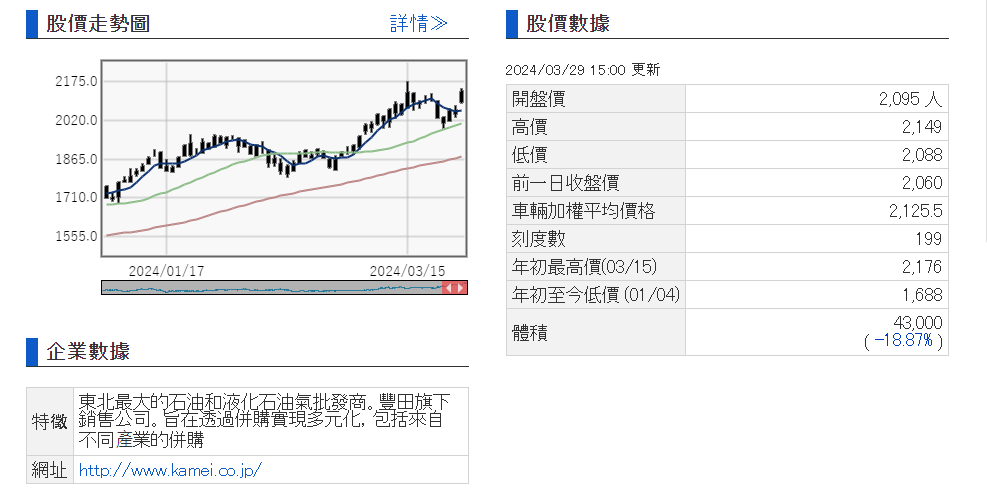 股價走勢圖
詳情≫
2175.0
2020.0
1865.0
1710.0
1555.0
2024/01/17
2024/03/15
企業數據
特徵
東北最大的石油和液化石油氣批發商。豐田旗下
銷售公司。旨在透過併購實現多元化，包括來自
不同產業的併購
網址
http://www.kamei.co.jp/
股價數據
2024/03/29 15:00 更新
開盤價 2,095 人
高價 2,149
低價 2,088
前一日收盤價 2,060
車輛加權平均價格 2,125.5
刻度數 199
年初最高價(03/15) 2,176
年初至今低價 (01/04) 1,688
體積
43,000
( -18.87% )